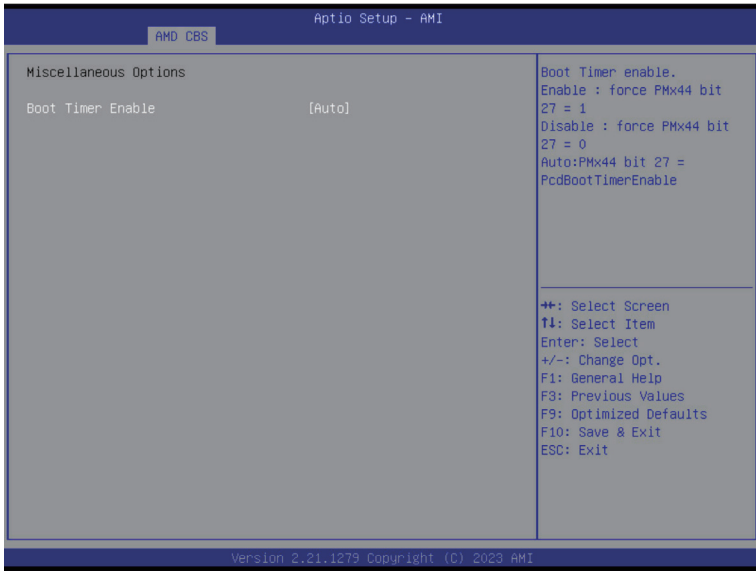 Aptio Setup – AMI
AMD CBS
Miscellaneous Options
Boot Timer Enable [Auto]
Boot Timer enable.
Enable : force PMx44 bit
27 = 1
Disable : force PMx44 bit
27 = 0
Auto:PMx44 bit 27 =
PcdBootTimerEnable
→←: Select Screen
↑↓: Select Item
Enter: Select
+/-: Change Opt.
F1: General Help
F3: Previous Values
F9: Optimized Defaults
F10: Save & Exit
ESC: Exit
Version 2.21.1279 Copyright (C) 2023 AMI